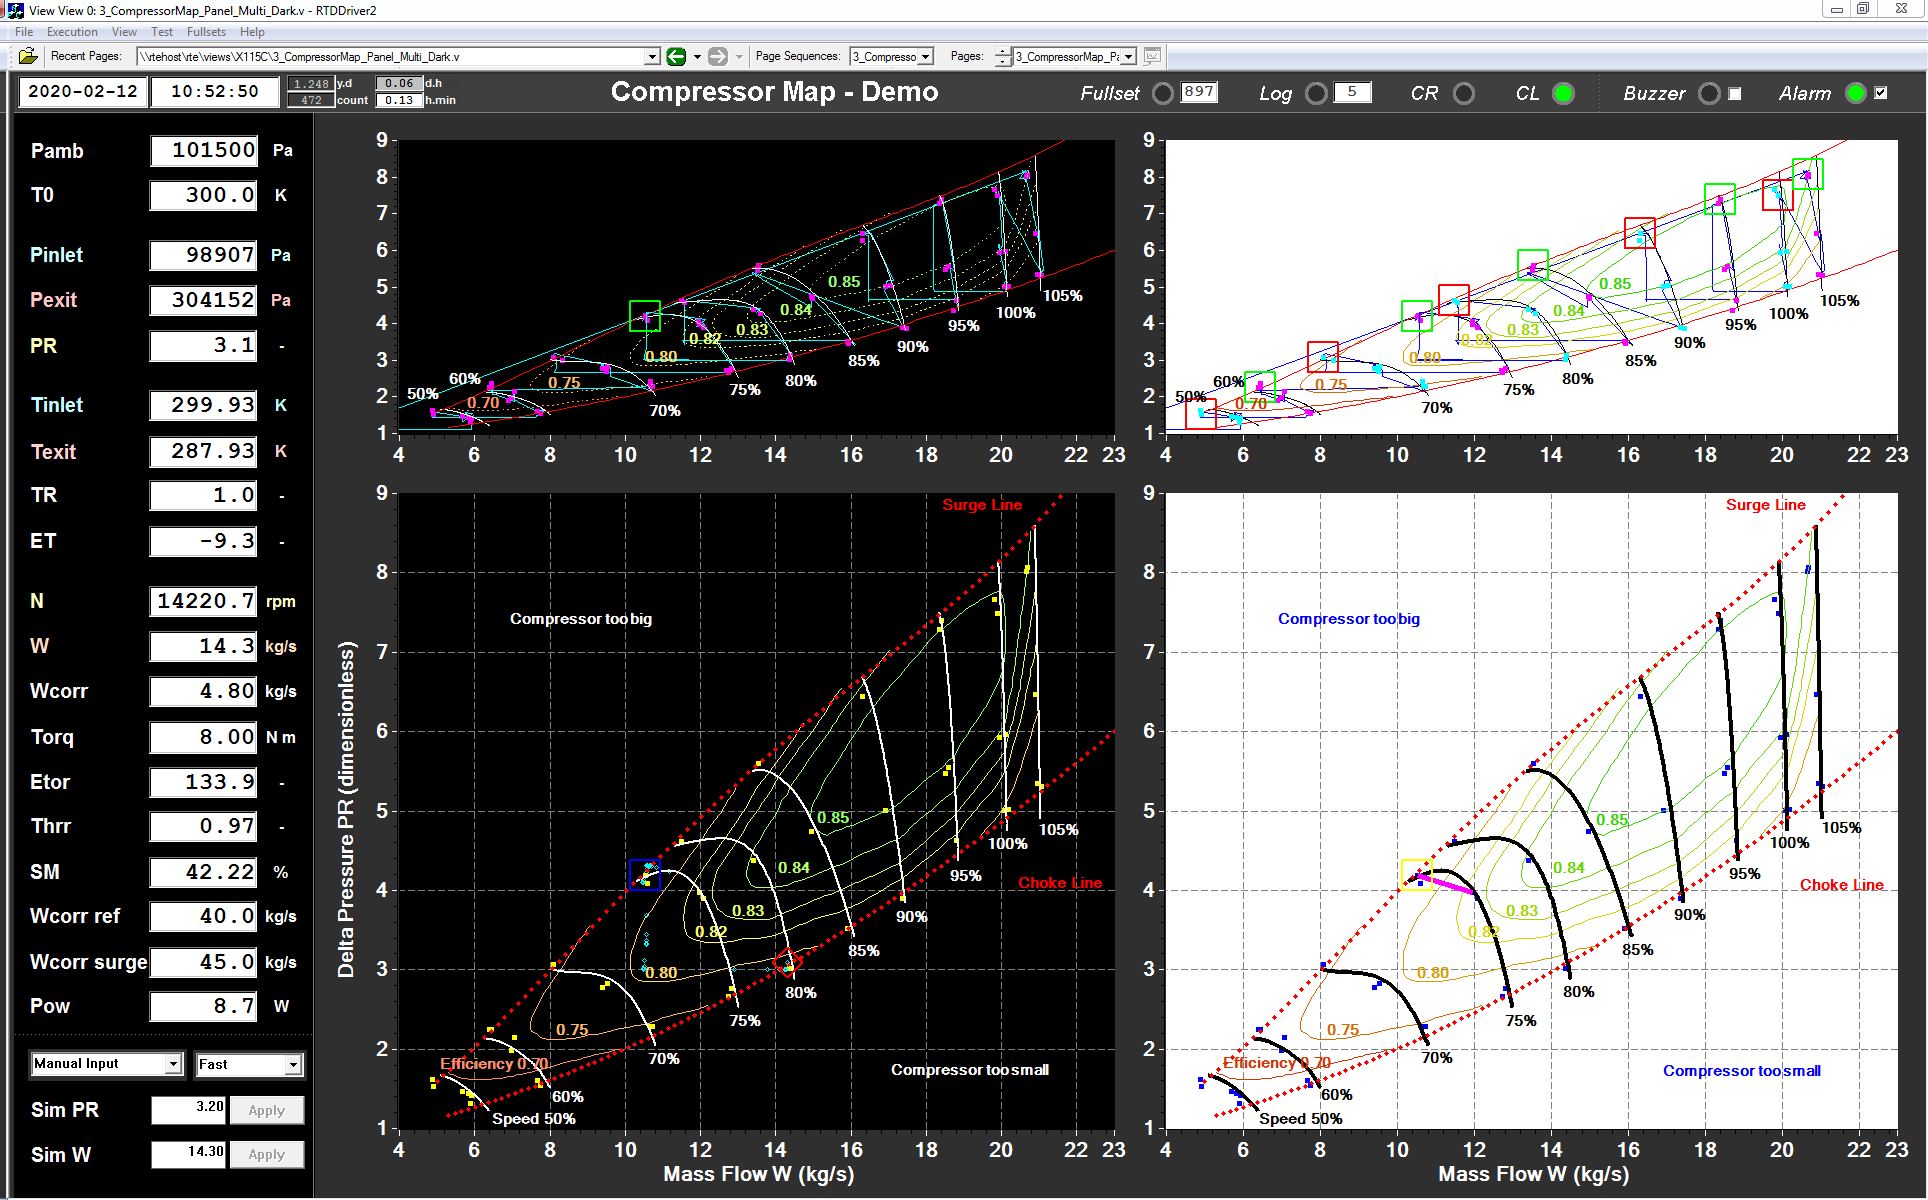 View View 0: 3_CompressorMap_Panel_Multi_Dark.v - RTDDriver2
File Execution View Test Fullsets Help
Recent Pages: \\rtehost\rte\views\X115C\3_CompressorMap_Panel_Multi_Dark.v Page Sequences: 3_Compresso Pages: 3_CompressorMap_Pa
2020-02-12 10:52:50 1.248 y.d 0.06 d.h
472 count 0.13 h.min
Compressor Map - Demo
Fullset 897 Log 5 CR CL Buzzer Alarm
Pamb 101500 Pa
T0 300.0 K
Pinlet 98907 Pa
Pexit 304152 Pa
PR 3.1 -
Tinlet 299.93 K
Texit 287.93 K
TR 1.0 -
ET -9.3 -
N 14220.7 rpm
W 14.3 kg/s
Wcorr 4.80 kg/s
Torq 8.00 N m
Etor 133.9 -
Thrr 0.97 -
SM 42.22 %
Wcorr ref 40.0 kg/s
Wcorr surge 45.0 kg/s
Pow 8.7 W
Manual Input Fast
Sim PR 3.20 Apply
Sim W 14.30 Apply
9
8
7
6
5
4
3
2
1
4 6 8 10 12 14 16 18 20 22 23
50%
60%
70%
75%
80%
85%
90%
95%
100%
105%
0.70
0.75
0.80
0.82
0.83
0.84
0.85
9
8
7
6
5
4
3
2
1
4 6 8 10 12 14 16 18 20 22 23
50%
60%
70%
75%
80%
85%
90%
95%
100%
105%
0.70
0.75
0.80
0.82
0.83
0.84
0.85
Delta Pressure PR (dimensionless)
9
8
7
6
5
4
3
2
1
Surge Line
Compressor too big
0.85
0.84
0.83
0.82
0.80
0.75
Efficiency 0.70
105%
100%
95%
90%
85%
80%
75%
70%
60%
Speed 50%
Choke Line
Compressor too small
4 6 8 10 12 14 16 18 20 22 23
Mass Flow W (kg/s)
9
8
7
6
5
4
3
2
1
Surge Line
Compressor too big
0.85
0.84
0.83
0.82
0.80
0.75
Efficiency 0.70
105%
100%
95%
90%
85%
80%
75%
70%
60%
Speed 50%
Choke Line
Compressor too small
4 6 8 10 12 14 16 18 20 22 23
Mass Flow W (kg/s)